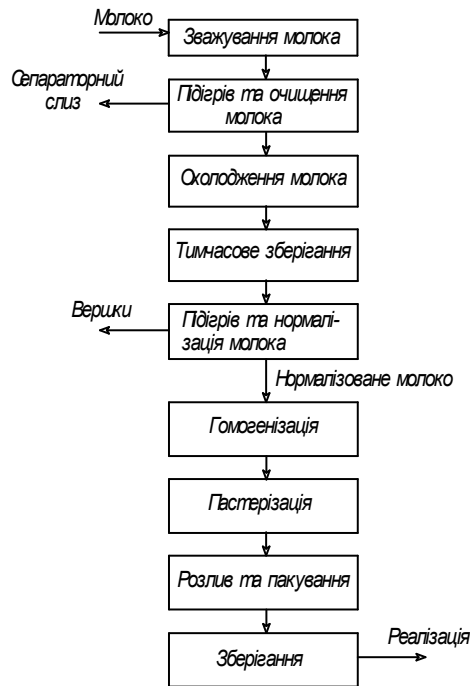 Молоко
Зважування молока
Сепараторний
слиз
Підігрів та очищення
молока
Охолодження молока
Тимчасове зберігання
Вершки
Підігрів та нормалі-
зація молока
Нормалізоване молоко
Гомогенізація
Пастерізація
Розлив та пакування
Зберігання
Реалізація